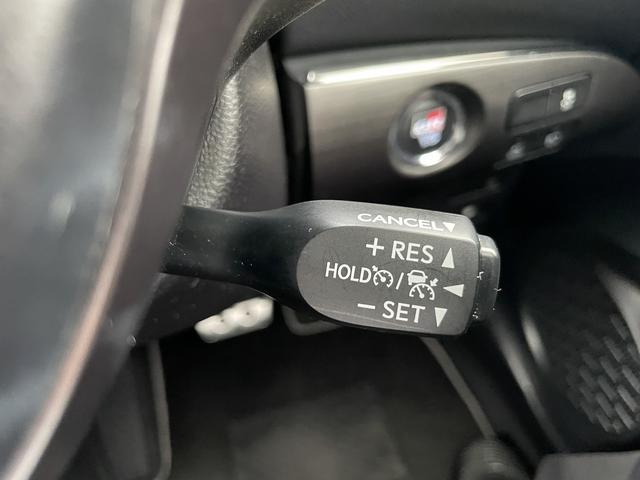 CANCEL▼
+ RES ▲
HOLD / ◀
− SET ▼